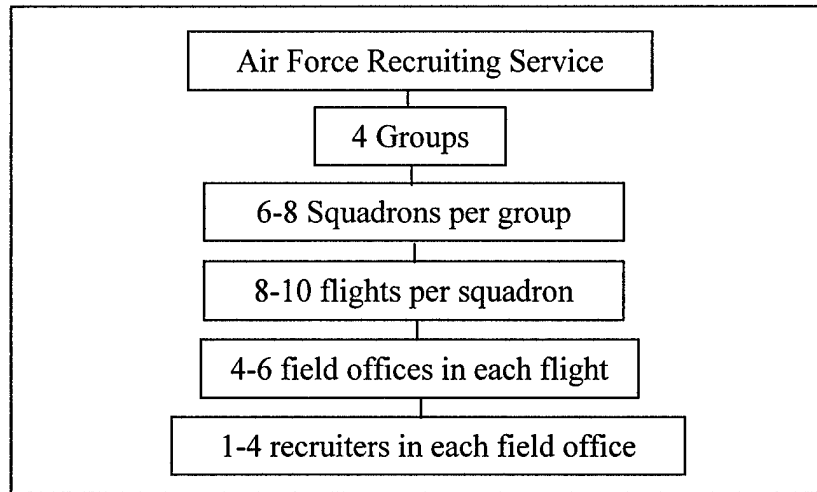 Air Force Recruiting Service
4 Groups
6-8 Squadrons per group
8-10 flights per squadron
4-6 field offices in each flight
1-4 recruiters in each field office